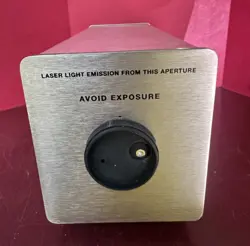 LASER LIGHT EMISSION FROM THIS APERTURE
AVOID EXPOSURE